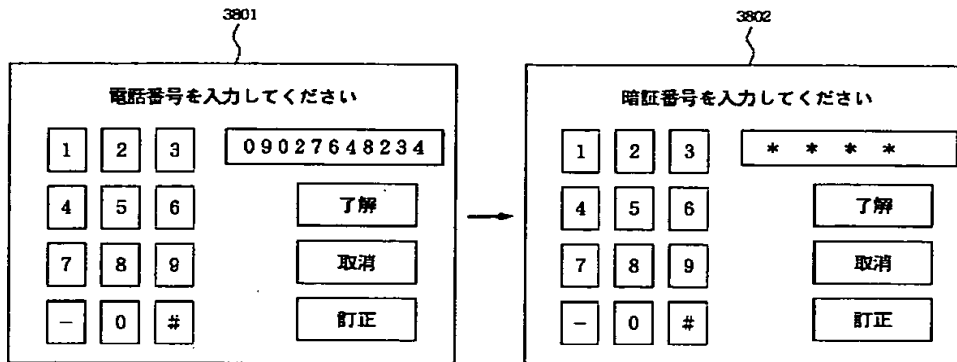 3801
電話番号を入力してください
1 2 3 09027648234
4 5 6 了解
7 8 9 取消
− 0 # 訂正
3802
暗証番号を入力してください
1 2 3 * * * *
4 5 6 了解
7 8 9 取消
− 0 # 訂正